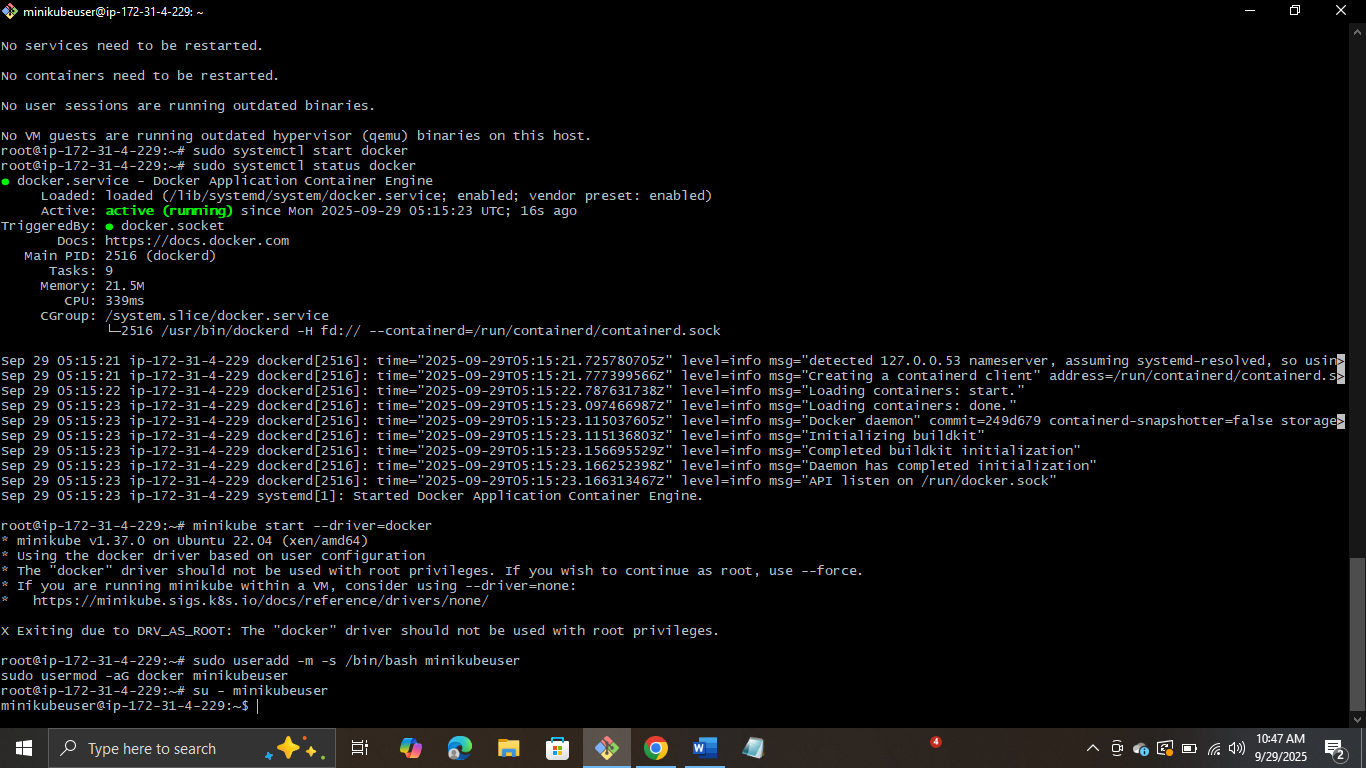 minikubeuser@ip-172-31-4-229: ~
No services need to be restarted.
No containers need to be restarted.
No user sessions are running outdated binaries.
No VM guests are running outdated hypervisor (qemu) binaries on this host.
root@ip-172-31-4-229:~# sudo systemctl start docker
root@ip-172-31-4-229:~# sudo systemctl status docker
● docker.service - Docker Application Container Engine
Loaded: loaded (/lib/systemd/system/docker.service; enabled; vendor preset: enabled)
Active: active (running) since Mon 2025-09-29 05:15:23 UTC; 16s ago
TriggeredBy: ● docker.socket
Docs: https://docs.docker.com
Main PID: 2516 (dockerd)
Tasks: 9
Memory: 21.5M
CPU: 339ms
CGroup: /system.slice/docker.service
└─2516 /usr/bin/dockerd -H fd:// --containerd=/run/containerd/containerd.sock
Sep 29 05:15:21 ip-172-31-4-229 dockerd[2516]: time="2025-09-29T05:15:21.725780705Z" level=info msg="detected 127.0.0.53 nameserver, assuming systemd-resolved, so usin>
Sep 29 05:15:21 ip-172-31-4-229 dockerd[2516]: time="2025-09-29T05:15:21.777399566Z" level=info msg="Creating a containerd client" address=/run/containerd/containerd.s>
Sep 29 05:15:22 ip-172-31-4-229 dockerd[2516]: time="2025-09-29T05:15:22.787631738Z" level=info msg="Loading containers: start."
Sep 29 05:15:23 ip-172-31-4-229 dockerd[2516]: time="2025-09-29T05:15:23.097466987Z" level=info msg="Loading containers: done."
Sep 29 05:15:23 ip-172-31-4-229 dockerd[2516]: time="2025-09-29T05:15:23.115037605Z" level=info msg="Docker daemon" commit=249d679 containerd-snapshotter=false storage>
Sep 29 05:15:23 ip-172-31-4-229 dockerd[2516]: time="2025-09-29T05:15:23.115136803Z" level=info msg="Initializing buildkit"
Sep 29 05:15:23 ip-172-31-4-229 dockerd[2516]: time="2025-09-29T05:15:23.156695529Z" level=info msg="Completed buildkit initialization"
Sep 29 05:15:23 ip-172-31-4-229 dockerd[2516]: time="2025-09-29T05:15:23.166252398Z" level=info msg="Daemon has completed initialization"
Sep 29 05:15:23 ip-172-31-4-229 dockerd[2516]: time="2025-09-29T05:15:23.166313467Z" level=info msg="API listen on /run/docker.sock"
Sep 29 05:15:23 ip-172-31-4-229 systemd[1]: Started Docker Application Container Engine.
root@ip-172-31-4-229:~# minikube start --driver=docker
* minikube v1.37.0 on Ubuntu 22.04 (xen/amd64)
* Using the docker driver based on user configuration
* The "docker" driver should not be used with root privileges. If you wish to continue as root, use --force.
* If you are running minikube within a VM, consider using --driver=none:
* https://minikube.sigs.k8s.io/docs/reference/drivers/none/
X Exiting due to DRV_AS_ROOT: The "docker" driver should not be used with root privileges.
root@ip-172-31-4-229:~# sudo useradd -m -s /bin/bash minikubeuser
sudo usermod -aG docker minikubeuser
root@ip-172-31-4-229:~# su - minikubeuser
minikubeuser@ip-172-31-4-229:~$
Type here to search
4
10:47 AM
9/29/2025
2